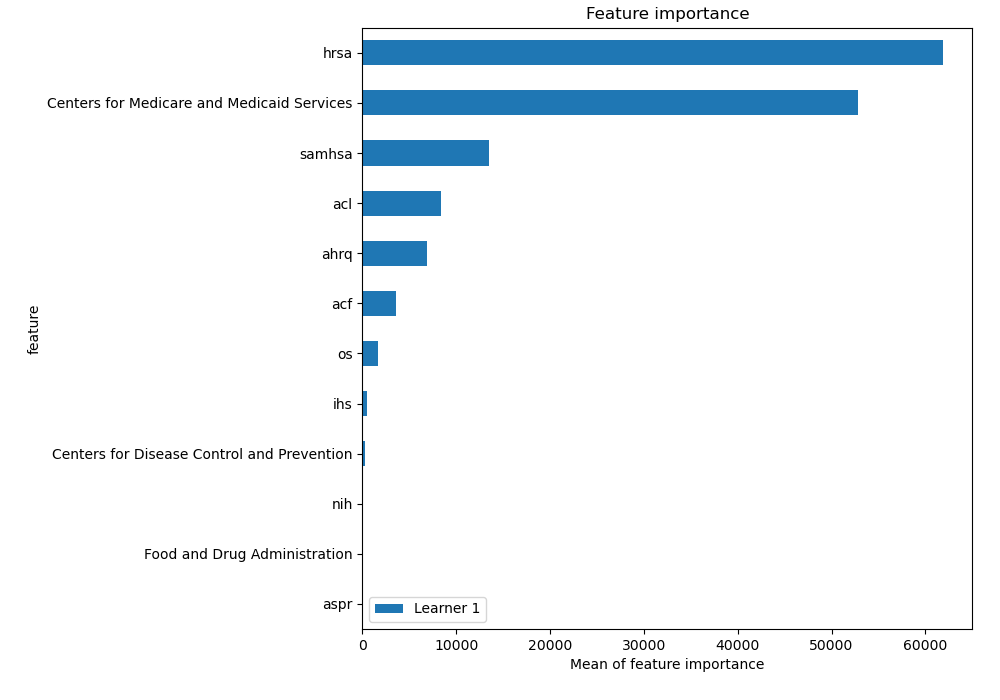 Feature importance
hrsa
Centers for Medicare and Medicaid Services
samhsa
acl
ahrq
acf
os
ihs
Centers for Disease Control and Prevention
nih
Food and Drug Administration
aspr
feature
Learner 1
0 10000 20000 30000 40000 50000 60000
Mean of feature importance